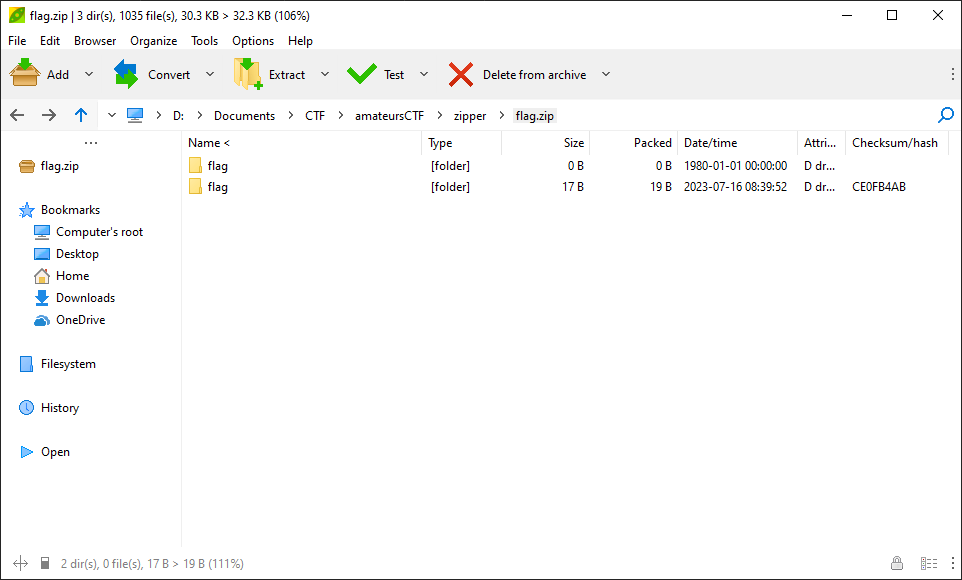 flag.zip | 3 dir(s), 1035 file(s), 30.3 KB > 32.3 KB (106%)
File Edit Browser Organize Tools Options Help
Add Convert Extract Test Delete from archive
D: Documents CTF amateursCTF zipper flag.zip
Name < Type Size Packed Date/time Attri... Checksum/hash
flag [folder] 0 B 0 B 1980-01-01 00:00:00 D dr...
flag [folder] 17 B 19 B 2023-07-16 08:39:52 D dr... CE0FB4AB
...
flag.zip
Bookmarks
Computer's root
Desktop
Home
Downloads
OneDrive
Filesystem
History
Open
2 dir(s), 0 file(s), 17 B > 19 B (111%)